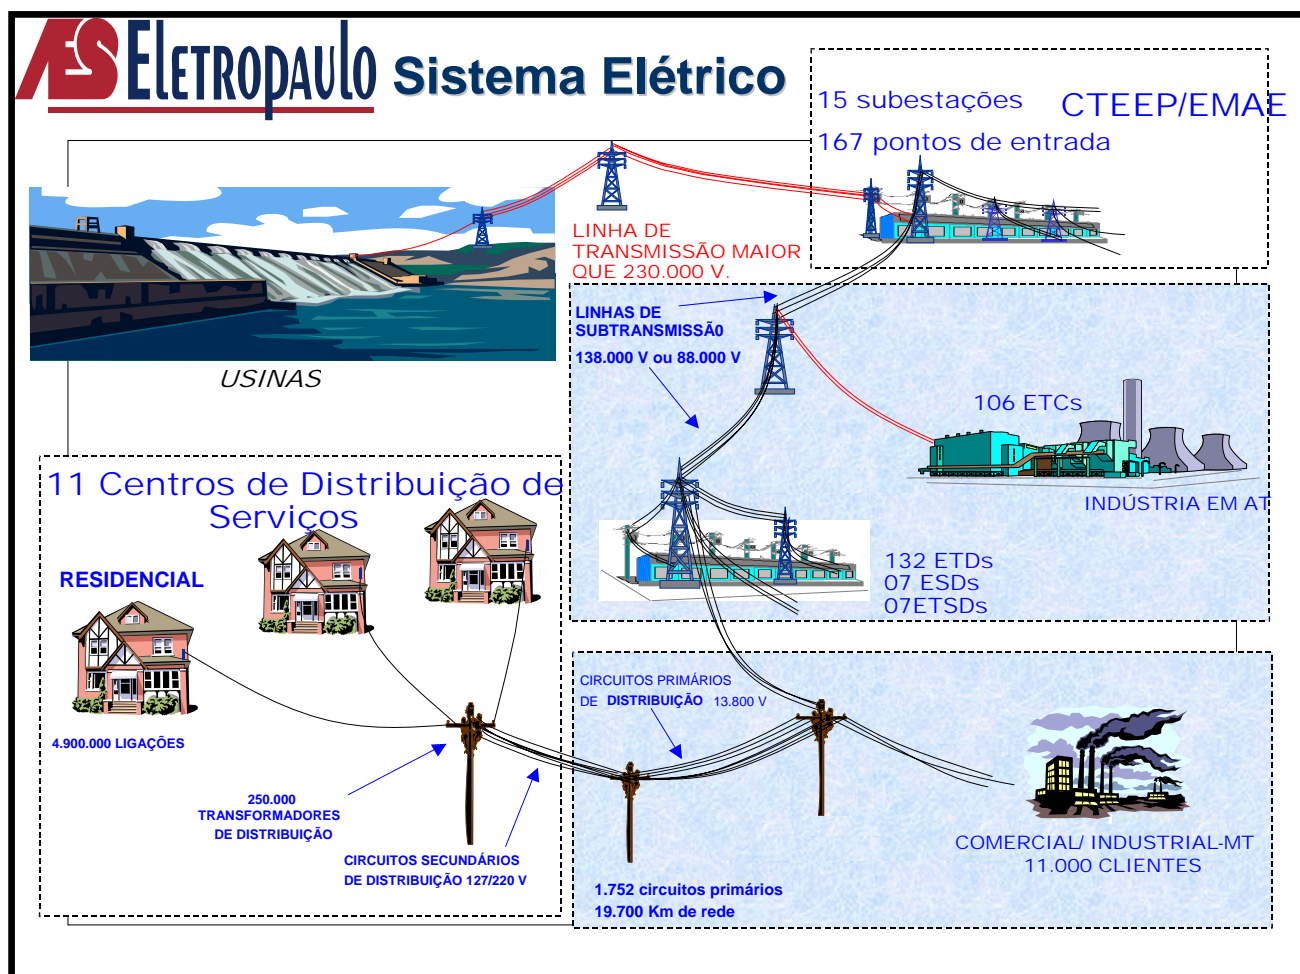 AES ELETROPAULO Sistema Elétrico
15 subestações CTEEP/EMAE
167 pontos de entrada
LINHA DE
TRANSMISSÃO MAIOR
QUE 230.000 V.
USINAS
LINHAS DE
SUBTRANSMISSÃ0
138.000 V ou 88.000 V
106 ETCs
INDÚSTRIA EM AT
132 ETDs
07 ESDs
07ETSDs
11 Centros de Distribuição de
Serviços
RESIDENCIAL
4.900.000 LIGAÇÕES
250.000
TRANSFORMADORES
DE DISTRIBUIÇÃO
CIRCUITOS SECUNDÁRIOS
DE DISTRIBUIÇÃO 127/220 V
CIRCUITOS PRIMÁRIOS
DE DISTRIBUIÇÃO 13.800 V
COMERCIAL/ INDUSTRIAL-MT
11.000 CLIENTES
1.752 circuitos primários
19.700 Km de rede